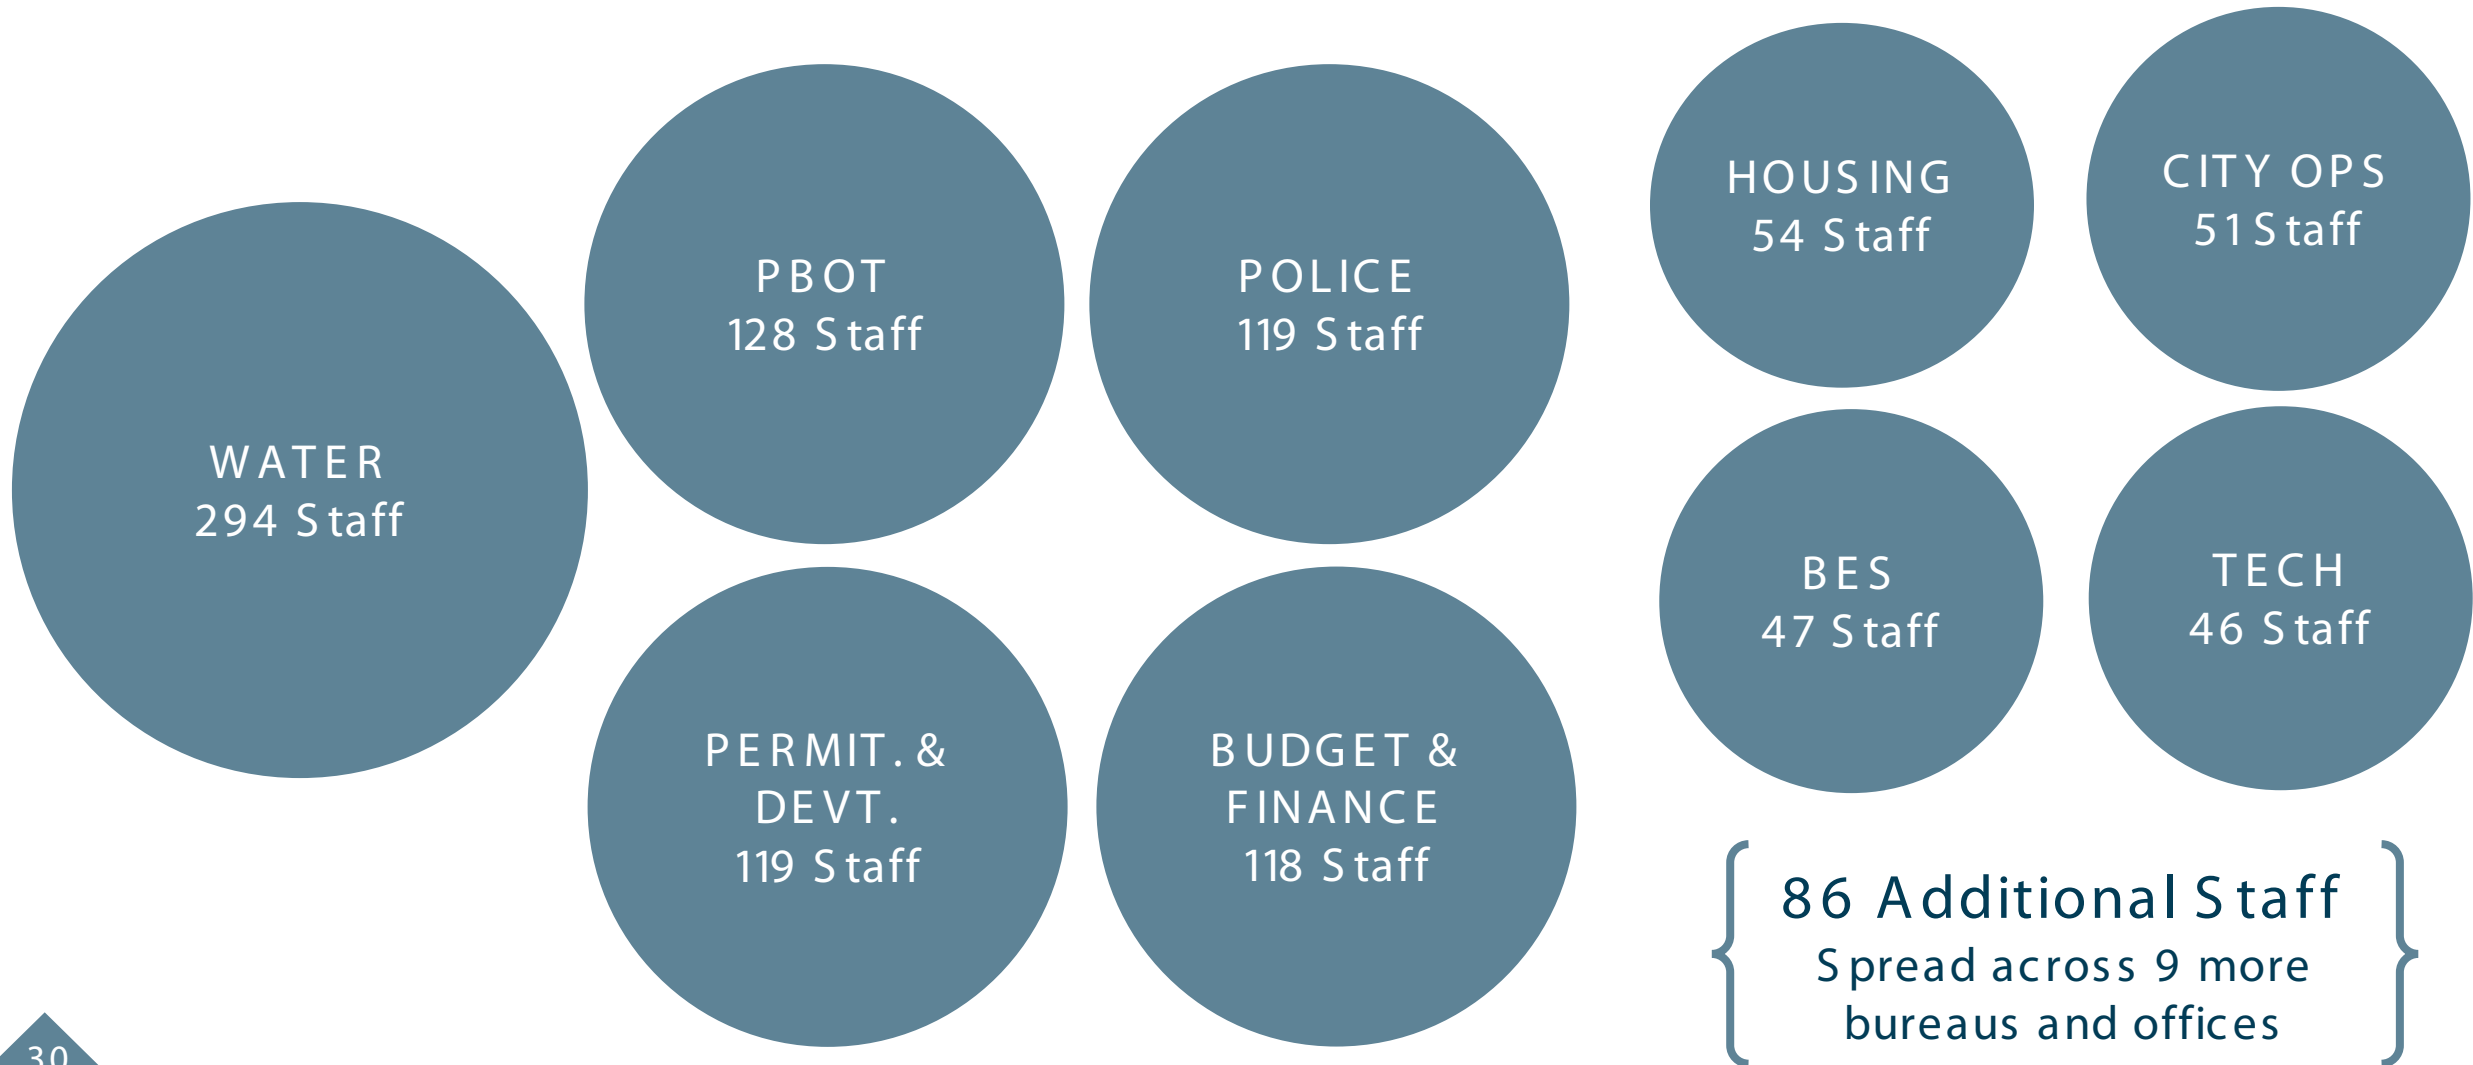 WATER
294 Staff
PBOT
128 Staff
POLICE
119 Staff
PERMIT. &
DEVT.
119 Staff
BUDGET &
FINANCE
118 Staff
HOUSING
54 Staff
CITY OPS
51 Staff
BES
47 Staff
TECH
46 Staff
86 Additional Staff
Spread across 9 more
bureaus and offices
30